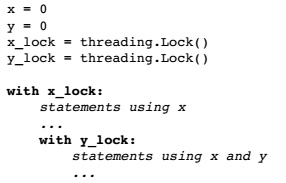 x = 0
y = 0
x_lock = threading.Lock()
y_lock = threading.Lock()
with x_lock:
statements using x
...
with y_lock:
statements using x and y
...